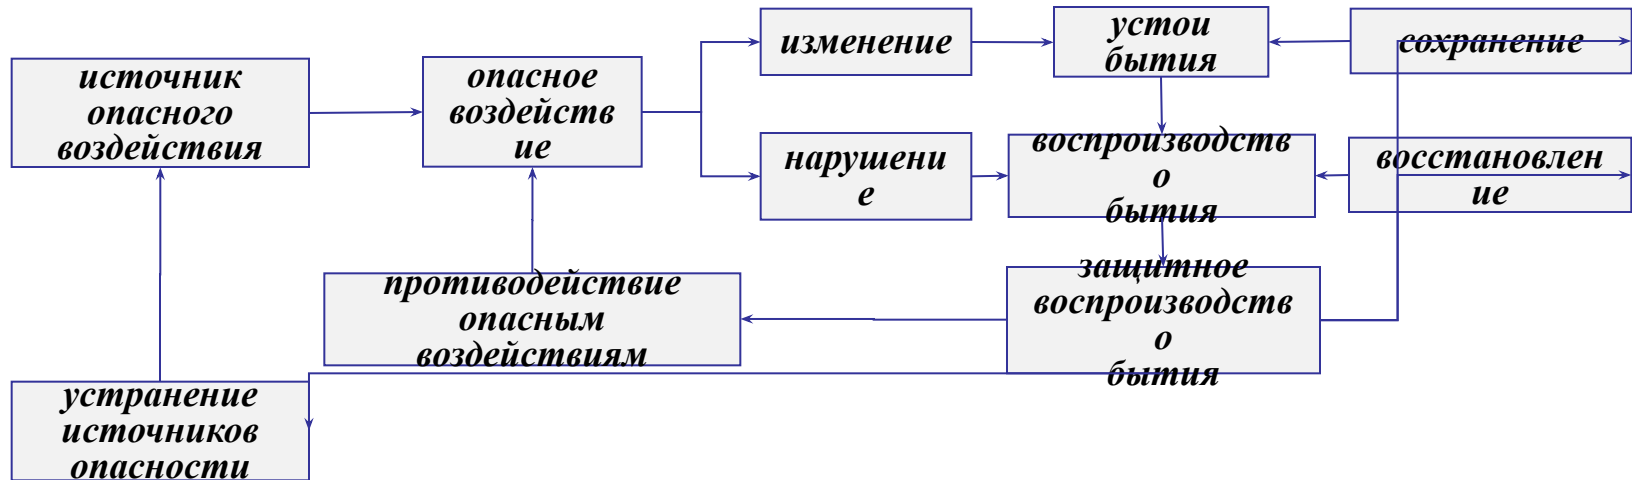 источник
опасного
воздействия
опасное
воздейств
ие
изменение
нарушени
е
устои
бытия
воспроизводств
о
бытия
сохранение
восстановлен
ие
противодействие
опасным
воздействиям
защитное
воспроизводств
о
бытия
устранение
источников
опасности